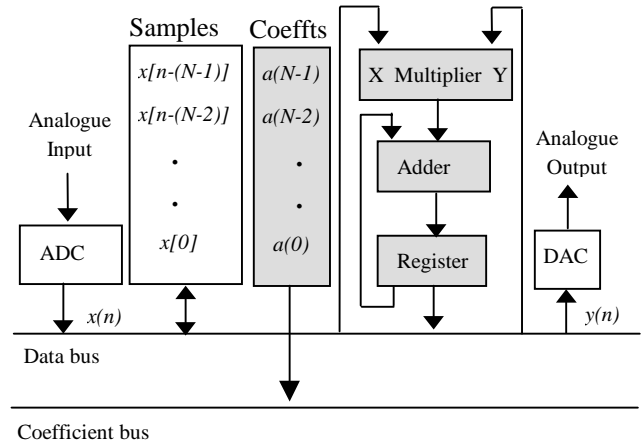 Samples
Coeffts
x[n-(N-1)]
a(N-1)
X Multiplier Y
x[n-(N-2)]
a(N-2)
Analogue
Input
.
.
Adder
Analogue
Output
.
.
ADC
x[0]
a(0)
Register
DAC
x(n)
y(n)
Data bus
Coefficient bus